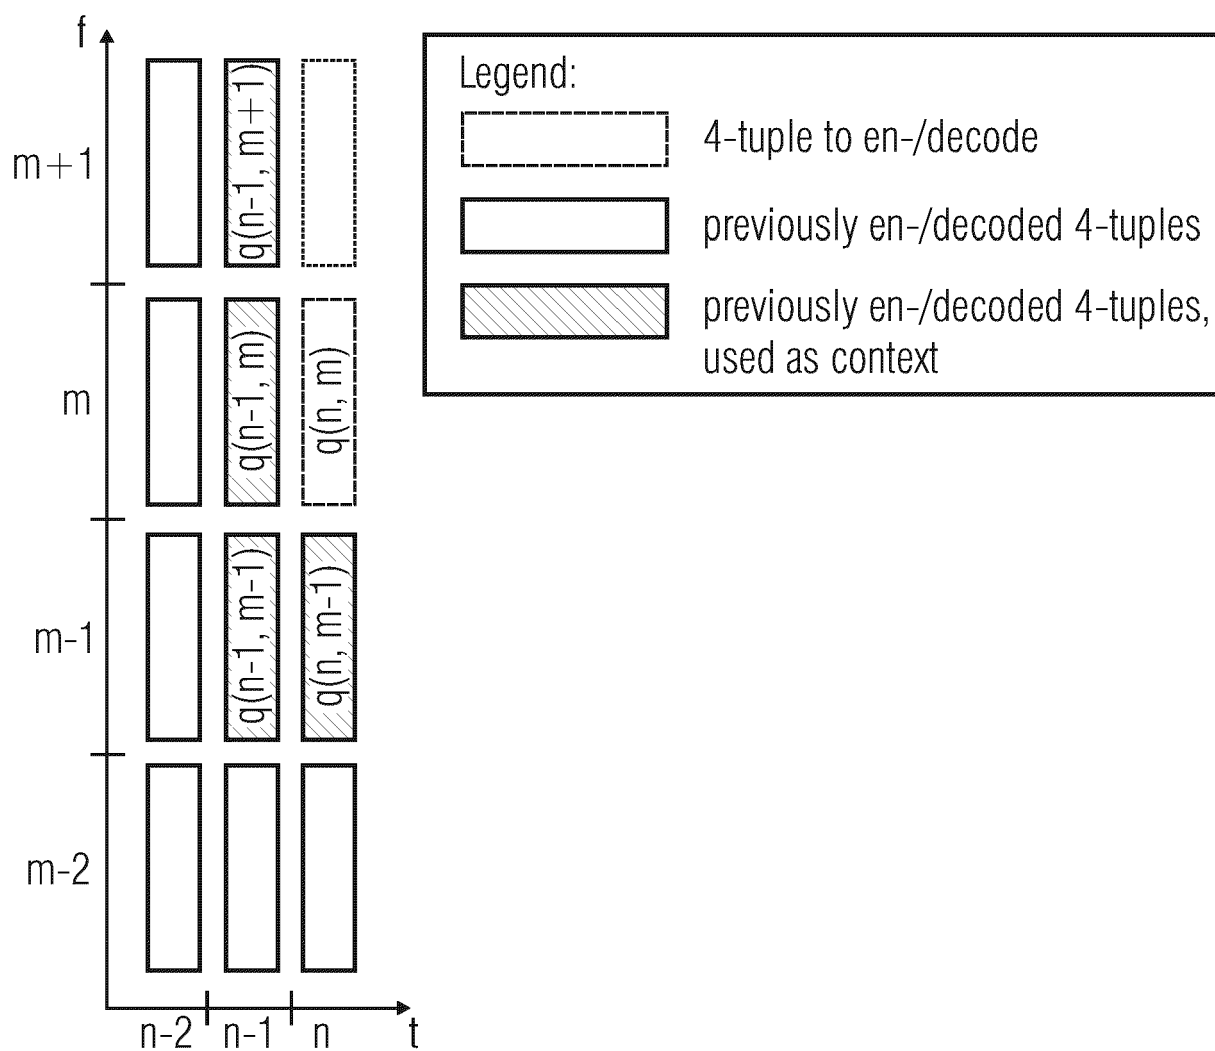 f
Legend:
4-tuple to en-/decode
previously en-/decoded 4-tuples
previously en-/decoded 4-tuples,
used as context
m+1
q(n-1, m+1)
m
q(n-1, m)
q(n, m)
m-1
q(n-1, m-1)
q(n, m-1)
m-2
n-2
n-1
n
t